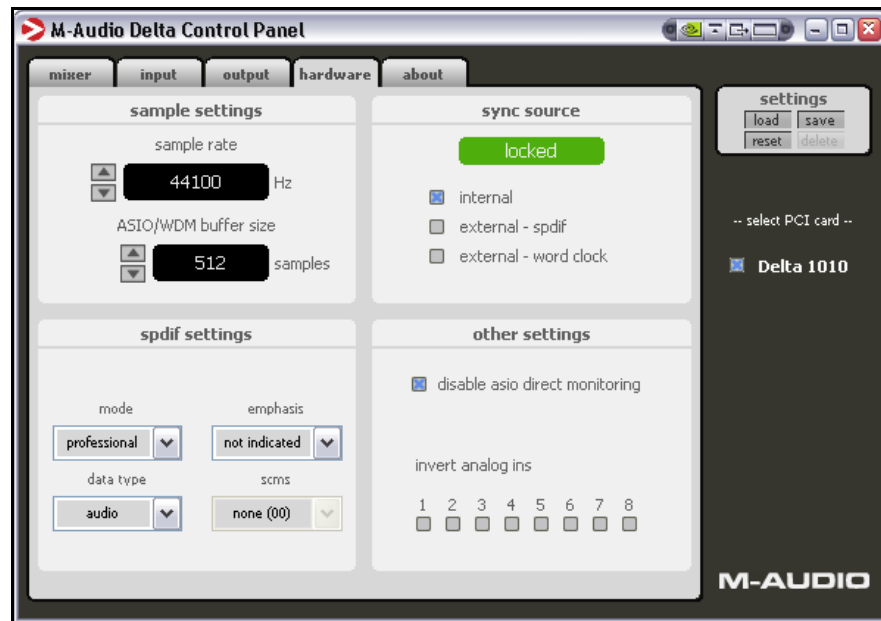 M-Audio Delta Control Panel
mixer input output hardware about
sample settings
sample rate
44100 Hz
ASIO/WDM buffer size
512 samples
sync source
locked
internal
external - spdif
external - word clock
spdif settings
mode emphasis
professional not indicated
data type scms
audio none (00)
other settings
disable asio direct monitoring
invert analog ins
1 2 3 4 5 6 7 8
settings
load save
reset delete
-- select PCI card --
Delta 1010
M-AUDIO